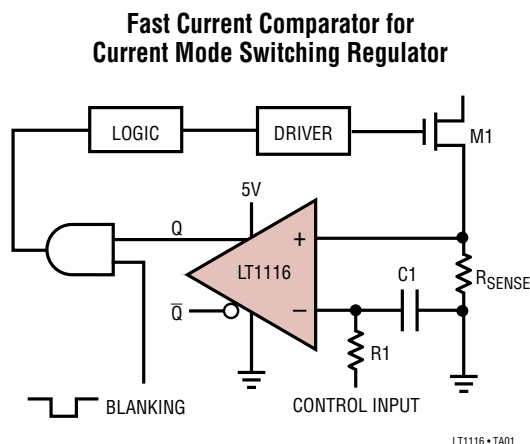 Fast Current Comparator for
Current Mode Switching Regulator
LOGIC
DRIVER
M1
5V
Q
+
LT1116
C1
RSENSE
Q̅
−
R1
BLANKING
CONTROL INPUT
LT1116 • TA01